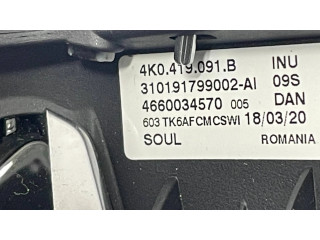 4K0.419.091.B INU
310191799002-AI 09S
4660034570 005 DAN
603 TK6AFCMCSWI 18/03/20
SOUL ROMANIA